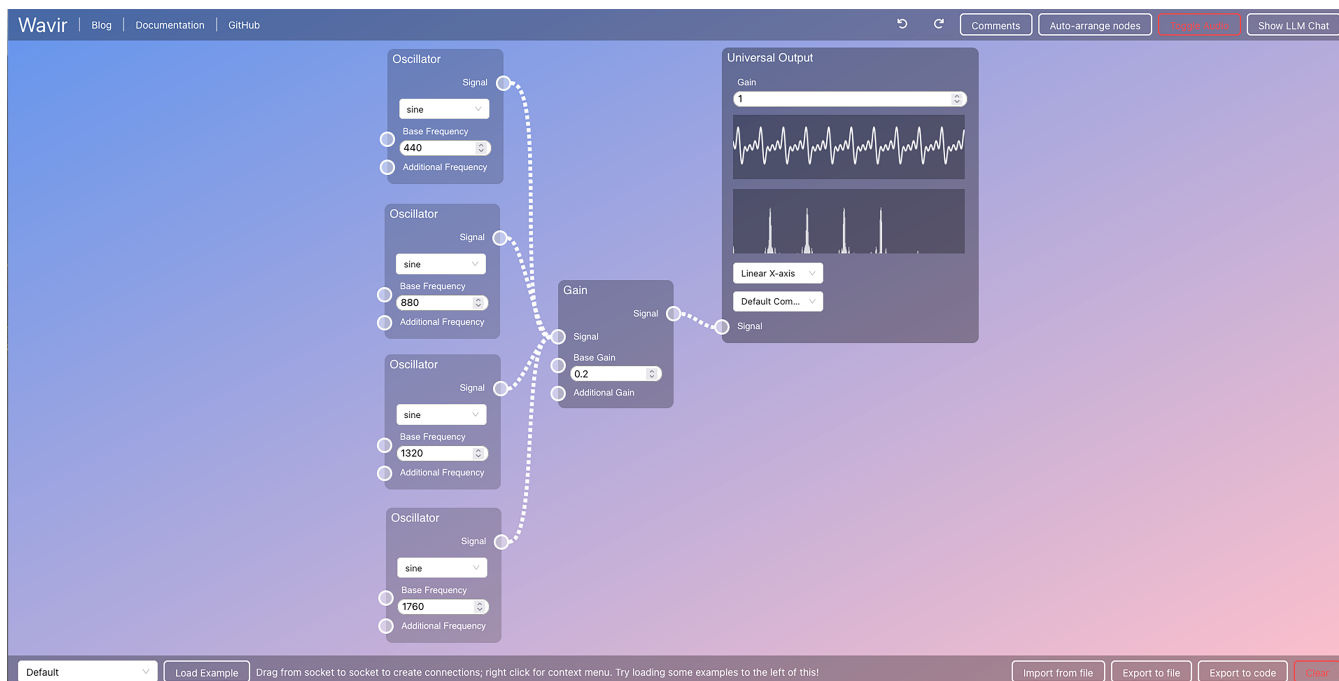 Wavir Blog Documentation GitHub Comments Auto-arrange nodes Toggle Audio Show LLM Chat
Oscillator
Signal
sine
Base Frequency
440
Additional Frequency
Oscillator
Signal
sine
Base Frequency
880
Additional Frequency
Oscillator
Signal
sine
Base Frequency
1320
Additional Frequency
Oscillator
Signal
sine
Base Frequency
1760
Additional Frequency
Gain
Signal
Signal
Base Gain
0.2
Additional Gain
Universal Output
Gain
1
Linear X-axis
Default Com...
Signal
Default Load Example Drag from socket to socket to create connections; right click for context menu. Try loading some examples to the left of this! Import from file Export to file Export to code Clear